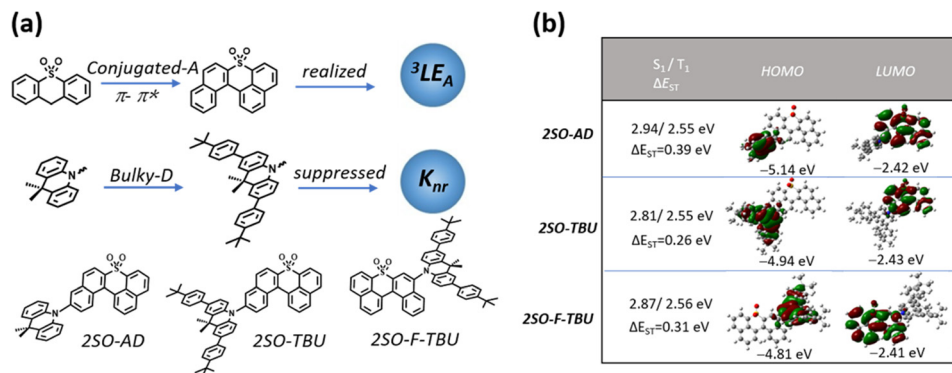 (a)
Conjugated-A
π- π*
realized
³LE_A
Bulky-D
suppressed
K_nr
2SO-AD
2SO-TBU
2SO-F-TBU
(b)
S₁ / T₁
ΔE_ST
HOMO
LUMO
2SO-AD
2.94/ 2.55 eV
ΔE_ST=0.39 eV
−5.14 eV
−2.42 eV
2SO-TBU
2.81/ 2.55 eV
ΔE_ST=0.26 eV
−4.94 eV
−2.43 eV
2SO-F-TBU
2.87/ 2.56 eV
ΔE_ST=0.31 eV
−4.81 eV
−2.41 eV